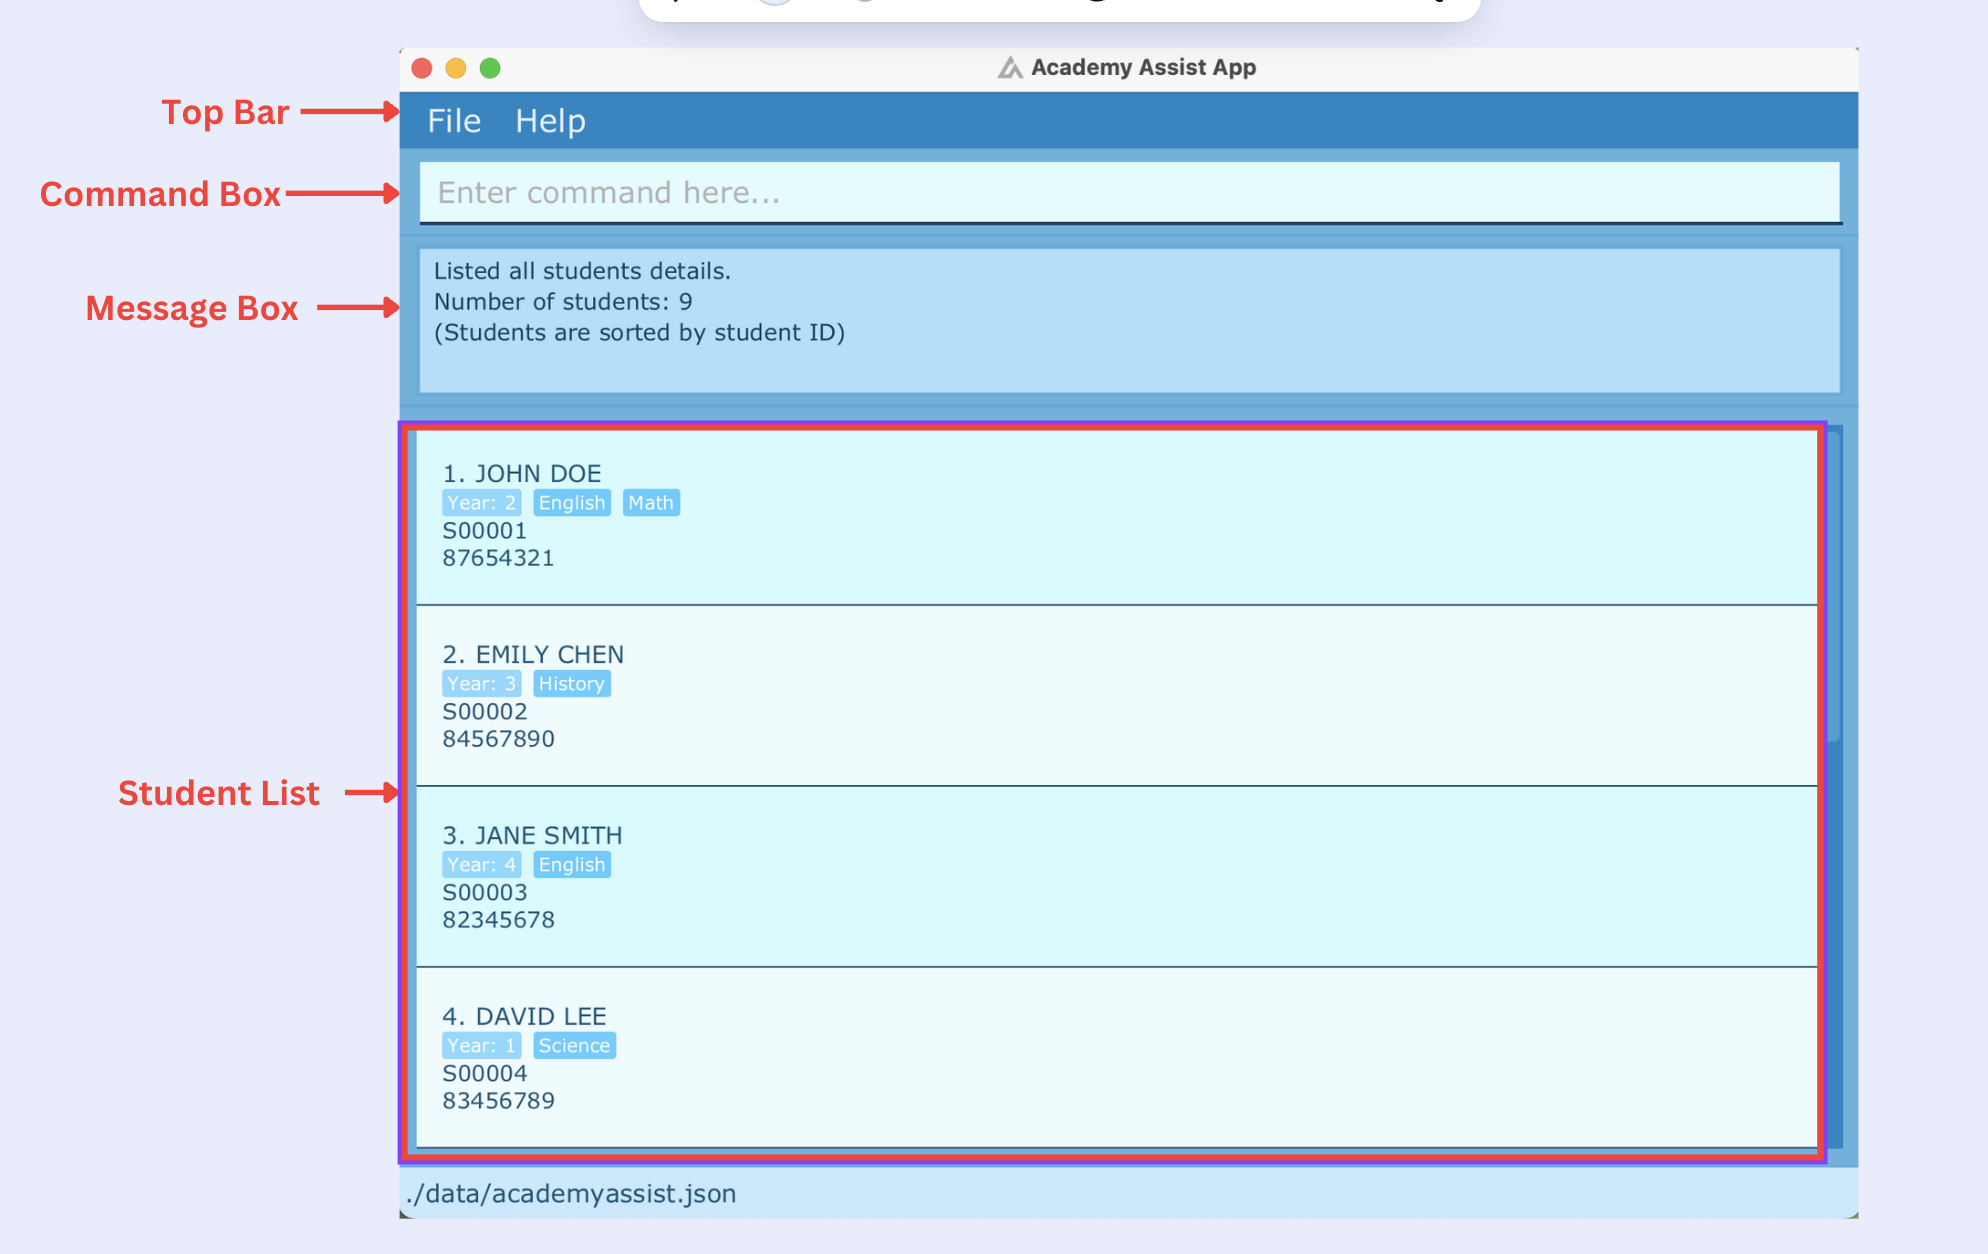 Academy Assist App
Top Bar
File Help
Command Box
Enter command here...
Message Box
Listed all students details.
Number of students: 9
(Students are sorted by student ID)
1. JOHN DOE
Year: 2 English Math
S00001
87654321
2. EMILY CHEN
Year: 3 History
S00002
84567890
Student List
3. JANE SMITH
Year: 4 English
S00003
82345678
4. DAVID LEE
Year: 1 Science
S00004
83456789
./data/academyassist.json